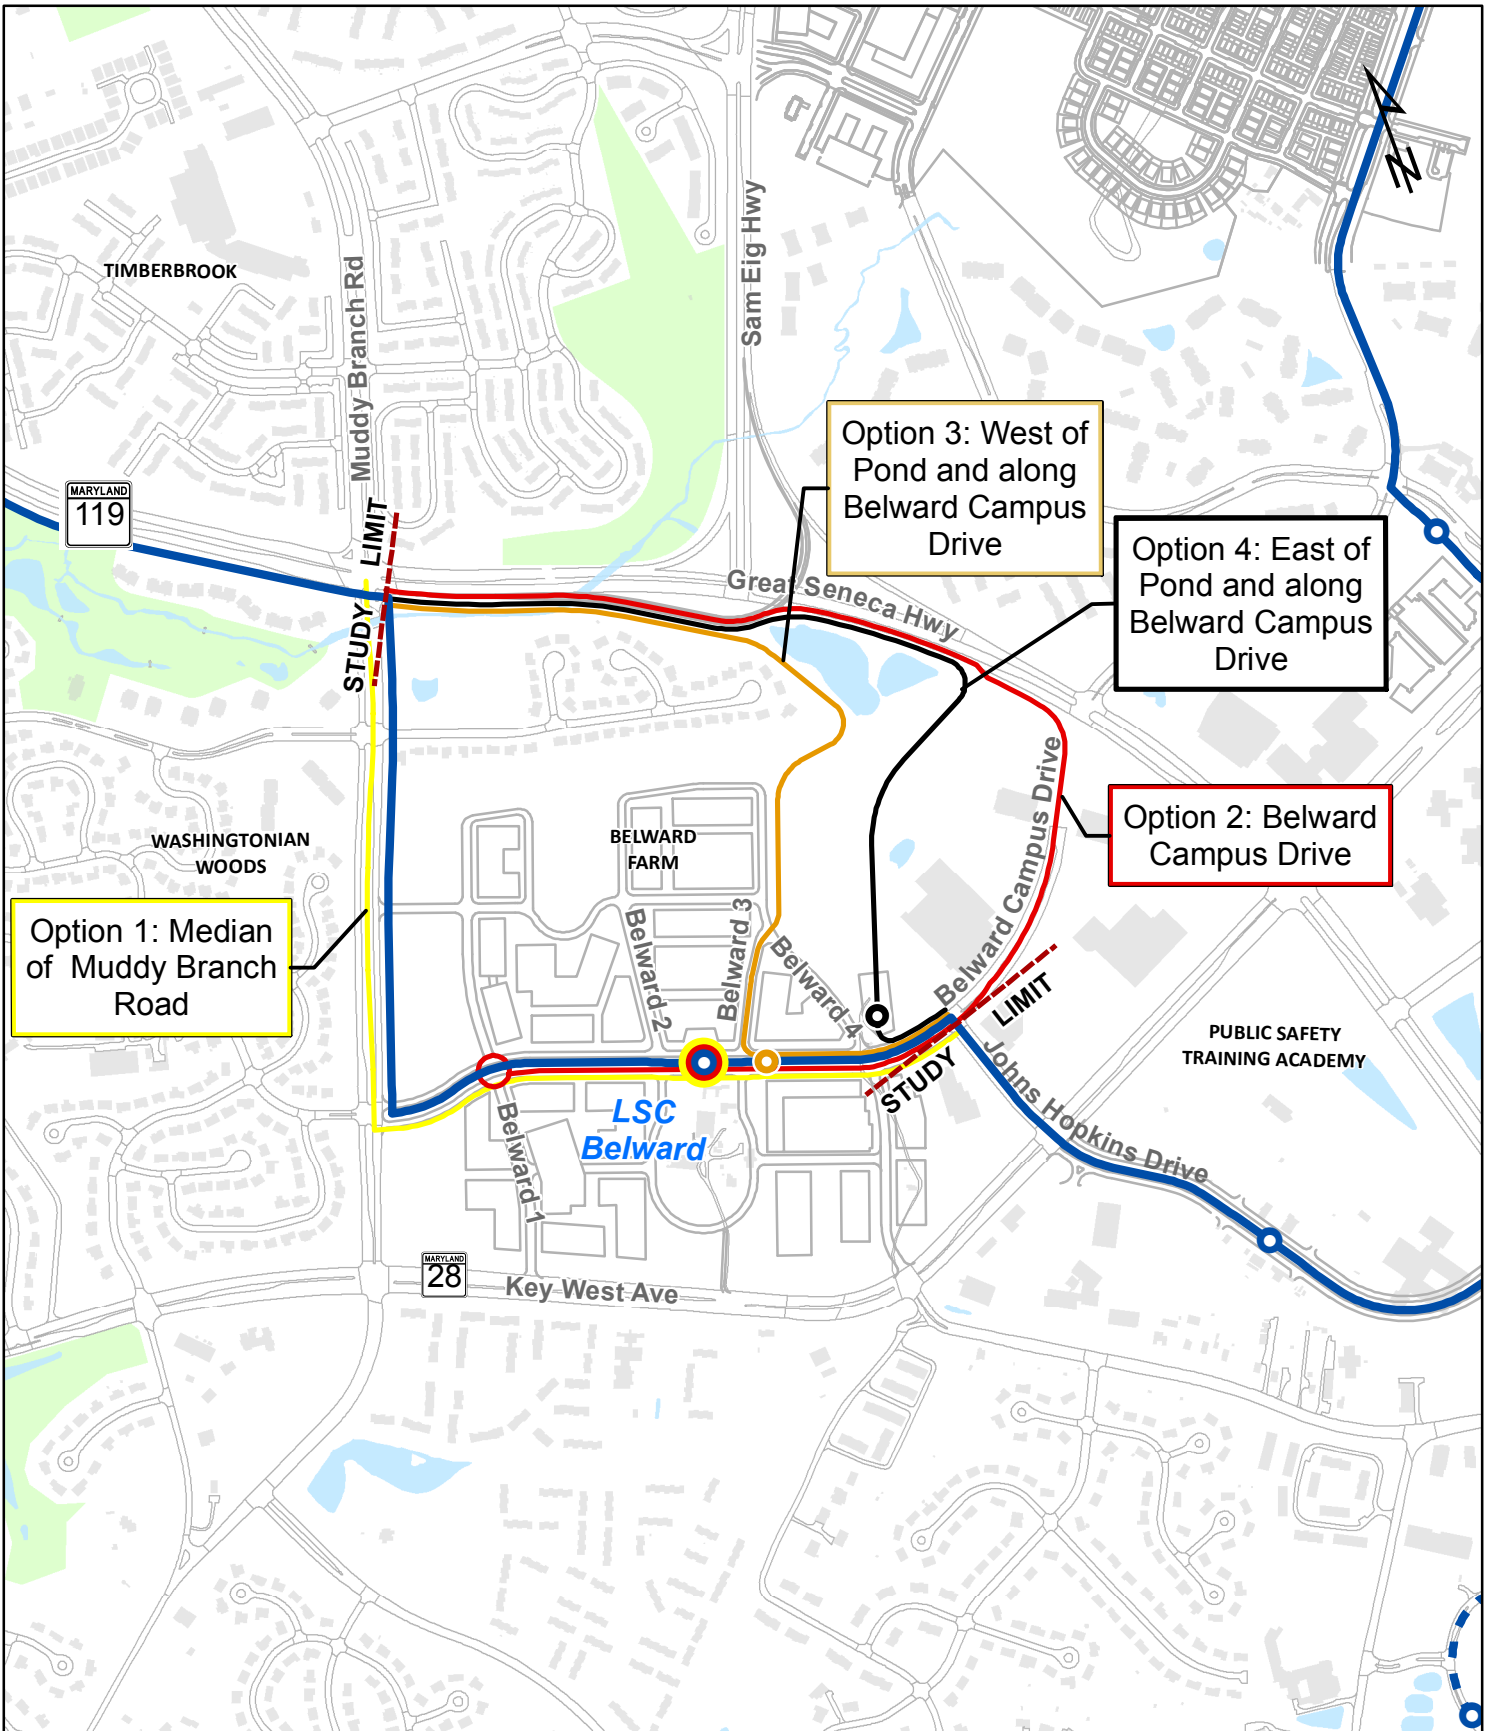 Sam Eig Hwy
N
TIMBERBROOK
Muddy Branch Rd
Option 3: West of
Pond and along
Belward Campus
Drive
MARYLAND
119
STUDY LIMIT
Option 4: East of
Pond and along
Belward Campus
Drive
Great Seneca Hwy
Belward Campus Drive
Option 2: Belward
Campus Drive
WASHINGTONIAN
WOODS
BELWARD
FARM
Option 1: Median
of Muddy Branch
Road
Belward 2
Belward 3
Belward 4
STUDY LIMIT
PUBLIC SAFETY
TRAINING ACADEMY
Johns Hopkins Drive
LSC
Belward
Belward 1
MARYLAND
28
Key West Ave